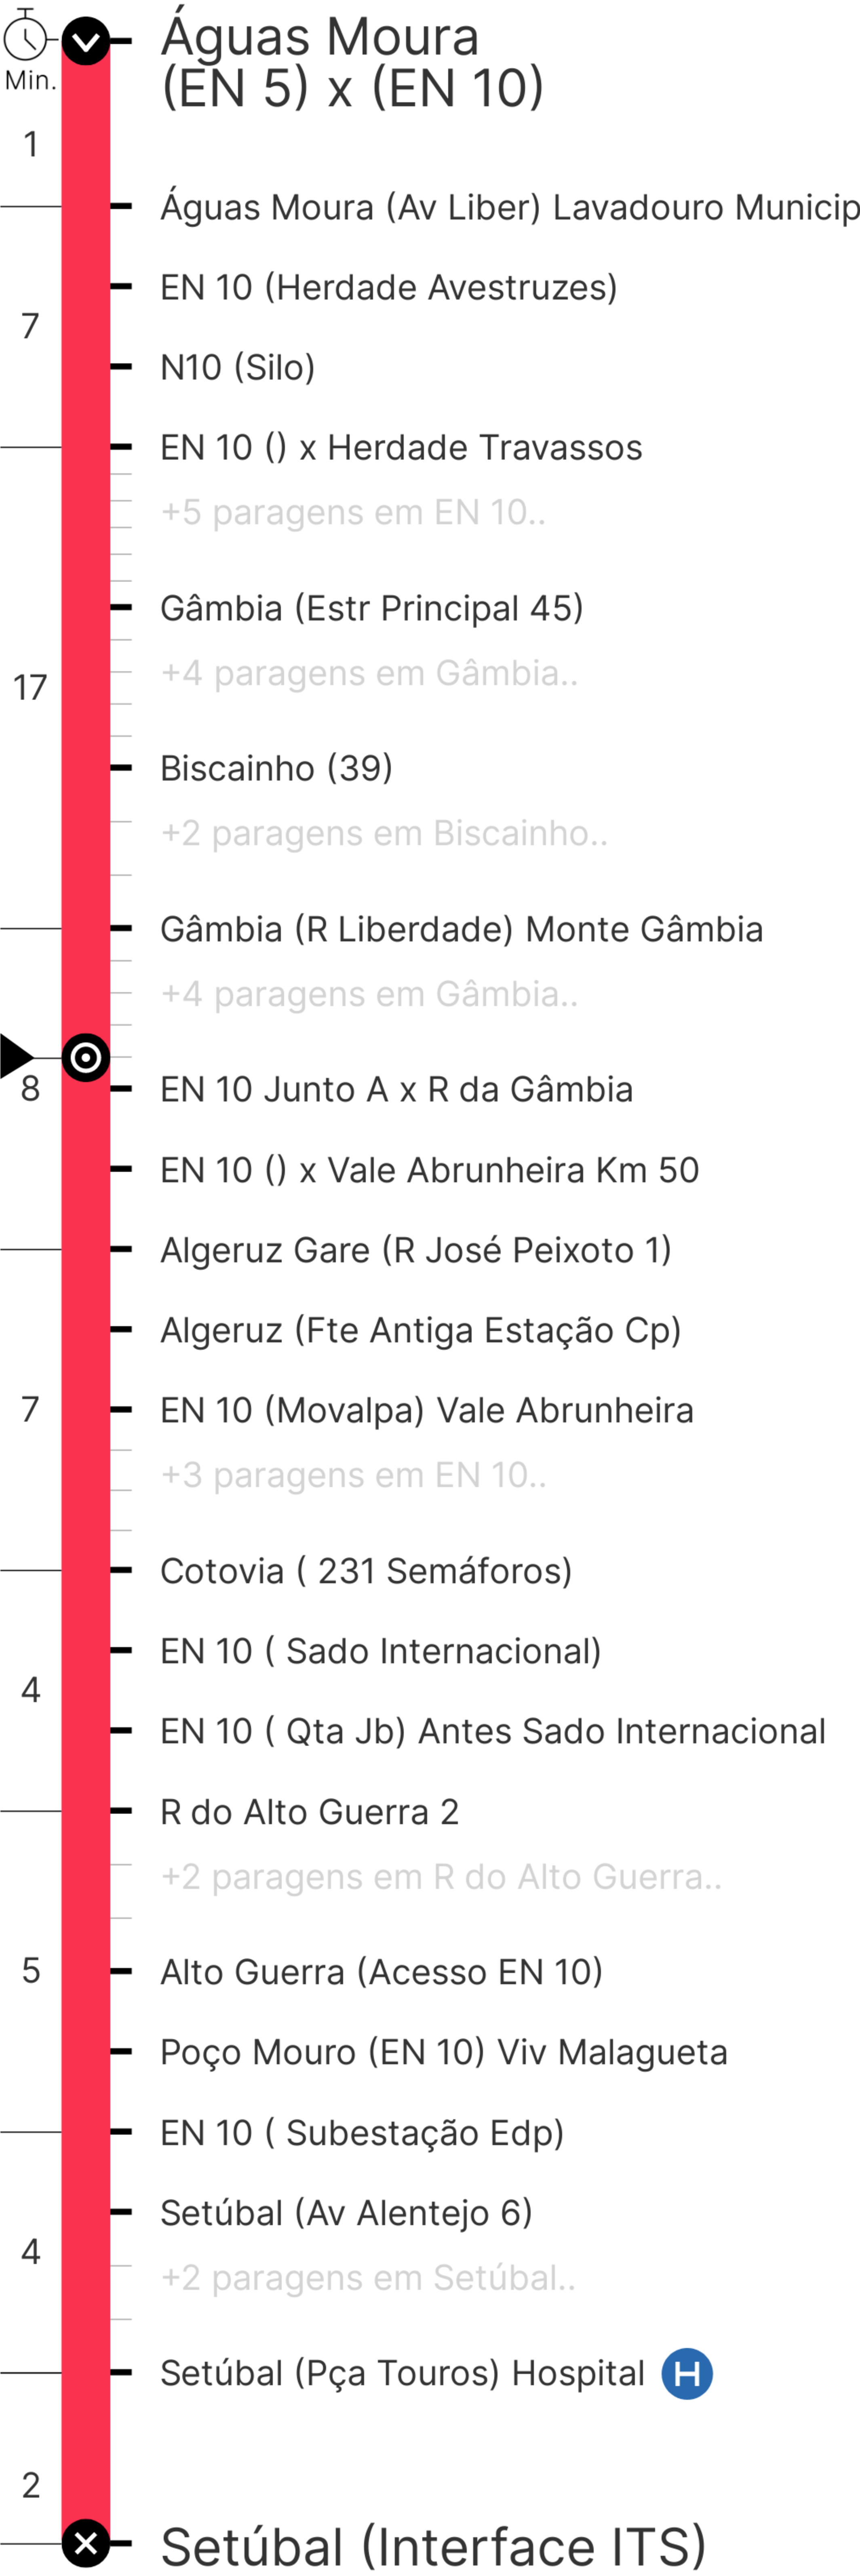 Águas Moura
(EN 5) x (EN 10)
Min.
1
Águas Moura (Av Liber) Lavadouro Municip
EN 10 (Herdade Avestruzes)
7
N10 (Silo)
EN 10 () x Herdade Travassos
+5 paragens em EN 10..
Gâmbia (Estr Principal 45)
+4 paragens em Gâmbia..
17
Biscainho (39)
+2 paragens em Biscainho..
Gâmbia (R Liberdade) Monte Gâmbia
+4 paragens em Gâmbia..
8
EN 10 Junto A x R da Gâmbia
EN 10 () x Vale Abrunheira Km 50
Algeruz Gare (R José Peixoto 1)
Algeruz (Fte Antiga Estação Cp)
7
EN 10 (Movalpa) Vale Abrunheira
+3 paragens em EN 10..
Cotovia ( 231 Semáforos)
EN 10 ( Sado Internacional)
4
EN 10 ( Qta Jb) Antes Sado Internacional
R do Alto Guerra 2
+2 paragens em R do Alto Guerra..
5
Alto Guerra (Acesso EN 10)
Poço Mouro (EN 10) Viv Malagueta
EN 10 ( Subestação Edp)
Setúbal (Av Alentejo 6)
4
+2 paragens em Setúbal..
Setúbal (Pça Touros) Hospital H
2
Setúbal (Interface ITS)